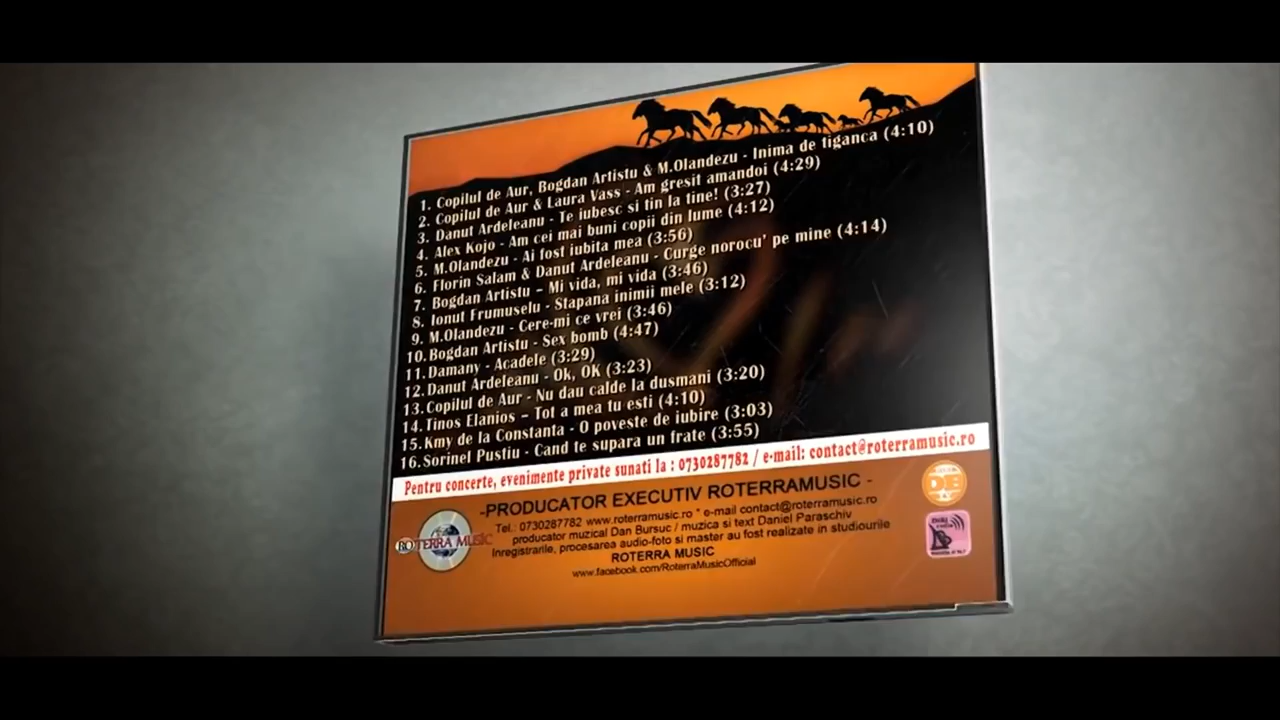 1. Copilul de Aur, Bogdan Artistu & M.Olandezu - Inima de tiganca (4:10)
2. Copilul de Aur & Laura Vass - Am gresit amandoi (4:29)
3. Danut Ardeleanu - Te iubesc si tin la tine! (3:27)
4. Alex Kojo - Am cei mai buni copii din lume (4:12)
5. M.Olandezu - Ai fost iubita mea (3:56)
6. Florin Salam & Danut Ardeleanu - Curge norocu' pe mine (4:14)
7. Bogdan Artistu – Mi vida, mi vida (3:46)
8. Ionut Frumuselu - Stapana inimii mele (3:12)
9. M.Olandezu - Cere-mi ce vrei (3:46)
10. Bogdan Artistu - Sex bomb (4:47)
11. Damany - Acadele (3:29)
12. Danut Ardeleanu - Ok, OK (3:23)
13. Copilul de Aur - Nu dau calde la dusmani (3:20)
14. Tinos Elanios – Tot a mea tu esti (4:10)
15. Kmy de la Constanta - O poveste de iubire (3:03)
16. Sorinel Pustiu - Cand te supara un frate (3:55)
Pentru concerte, evenimente private sunati la : 0730287782 / e-mail: contact@roterramusic.ro
-PRODUCATOR EXECUTIV ROTERRAMUSIC -
Tel.: 0730287782 www.roterramusic.ro * e-mail contact@roterramusic.ro
producator muzical Dan Bursuc / muzica si text Daniel Paraschiv
Inregistrarile, procesarea audio-foto si master au fost realizate in studiourile
ROTERRA MUSIC
www.facebook.com/RoterraMusicOfficial
ROTERRA MUSIC
DB